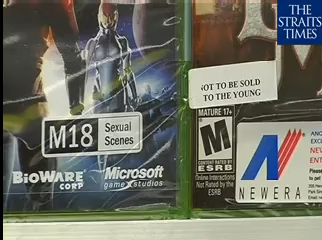 THE STRAITS
TIMES
NOT TO BE SOLD
TO THE YOUNG
M18
Sexual
Scenes
MATURE 17+
M
CONTENT RATED BY
ESRB
Online Interactions
Not Rated by the
ESRB
BIOWARE
CORP
Microsoft
game studios
NEWERA